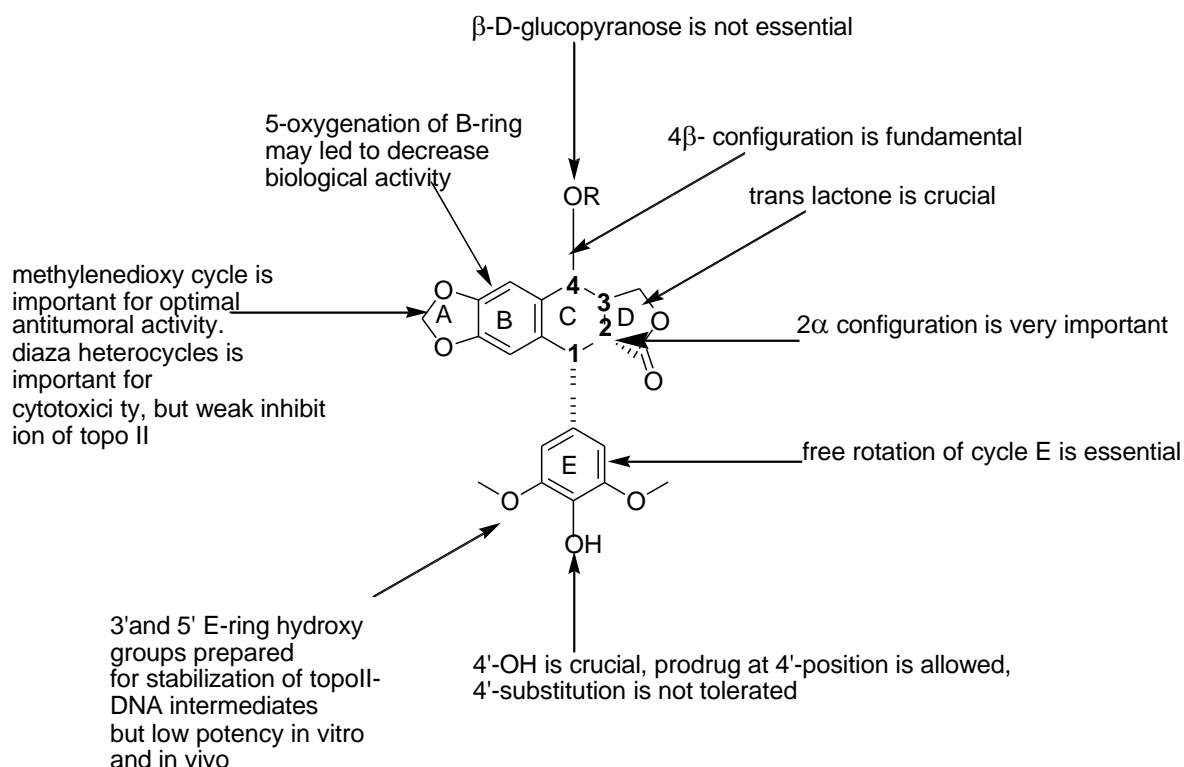 β-D-glucopyranose is not essential
5-oxygenation of B-ring
may led to decrease
biological activity
4β- configuration is fundamental
OR
trans lactone is crucial
methylenedioxy cycle is
important for optimal
antitumoral activity.
diaza heterocycles is
important for
cytotoxici ty, but weak inhibit
ion of topo II
O
A
O
B
C
4
3
D
2
1
O
O
2α configuration is very important
E
free rotation of cycle E is essential
O
O
OH
3'and 5' E-ring hydroxy
groups prepared
for stabilization of topoII-
DNA intermediates
but low potency in vitro
and in vivo
4'-OH is crucial, prodrug at 4'-position is allowed,
4'-substitution is not tolerated